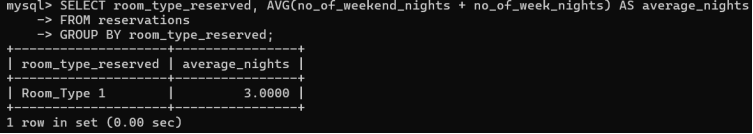 mysql> SELECT room_type_reserved, AVG(no_of_weekend_nights + no_of_week_nights) AS average_nights
    -> FROM reservations
    -> GROUP BY room_type_reserved;
+--------------------+----------------+
| room_type_reserved | average_nights |
+--------------------+----------------+
| Room_Type 1        |         3.0000 |
+--------------------+----------------+
1 row in set (0.00 sec)